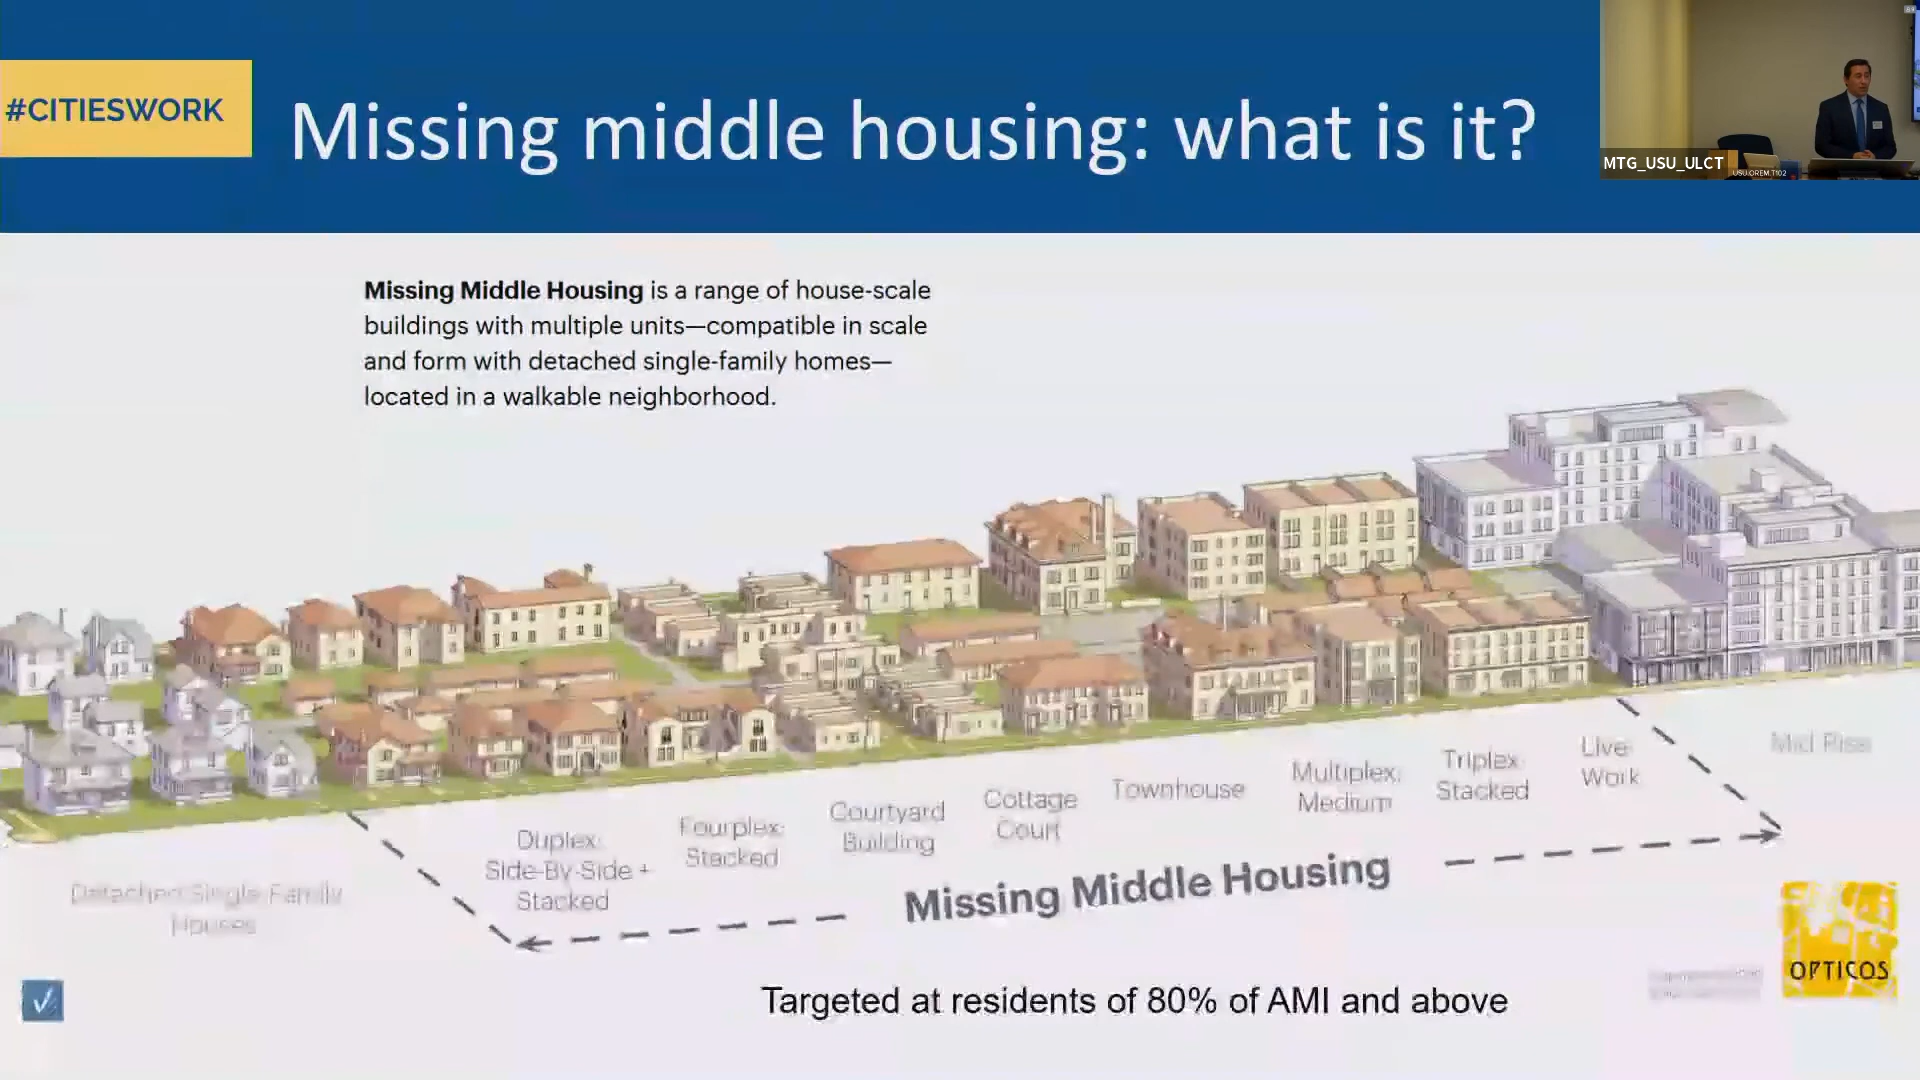 #CITIESWORK
Missing middle housing: what is it?
MTG_USU_ULCT
USU.OREM.T102
Missing Middle Housing is a range of house-scale
buildings with multiple units—compatible in scale
and form with detached single-family homes—
located in a walkable neighborhood.
Detached Single-Family
Houses
Duplex:
Side-By-Side +
Stacked
Fourplex:
Stacked
Courtyard
Building
Cottage
Court
Townhouse
Multiplex:
Medium
Triplex:
Stacked
Live-
Work
Mid Rise
Missing Middle Housing
OPTICOS
Targeted at residents of 80% of AMI and above